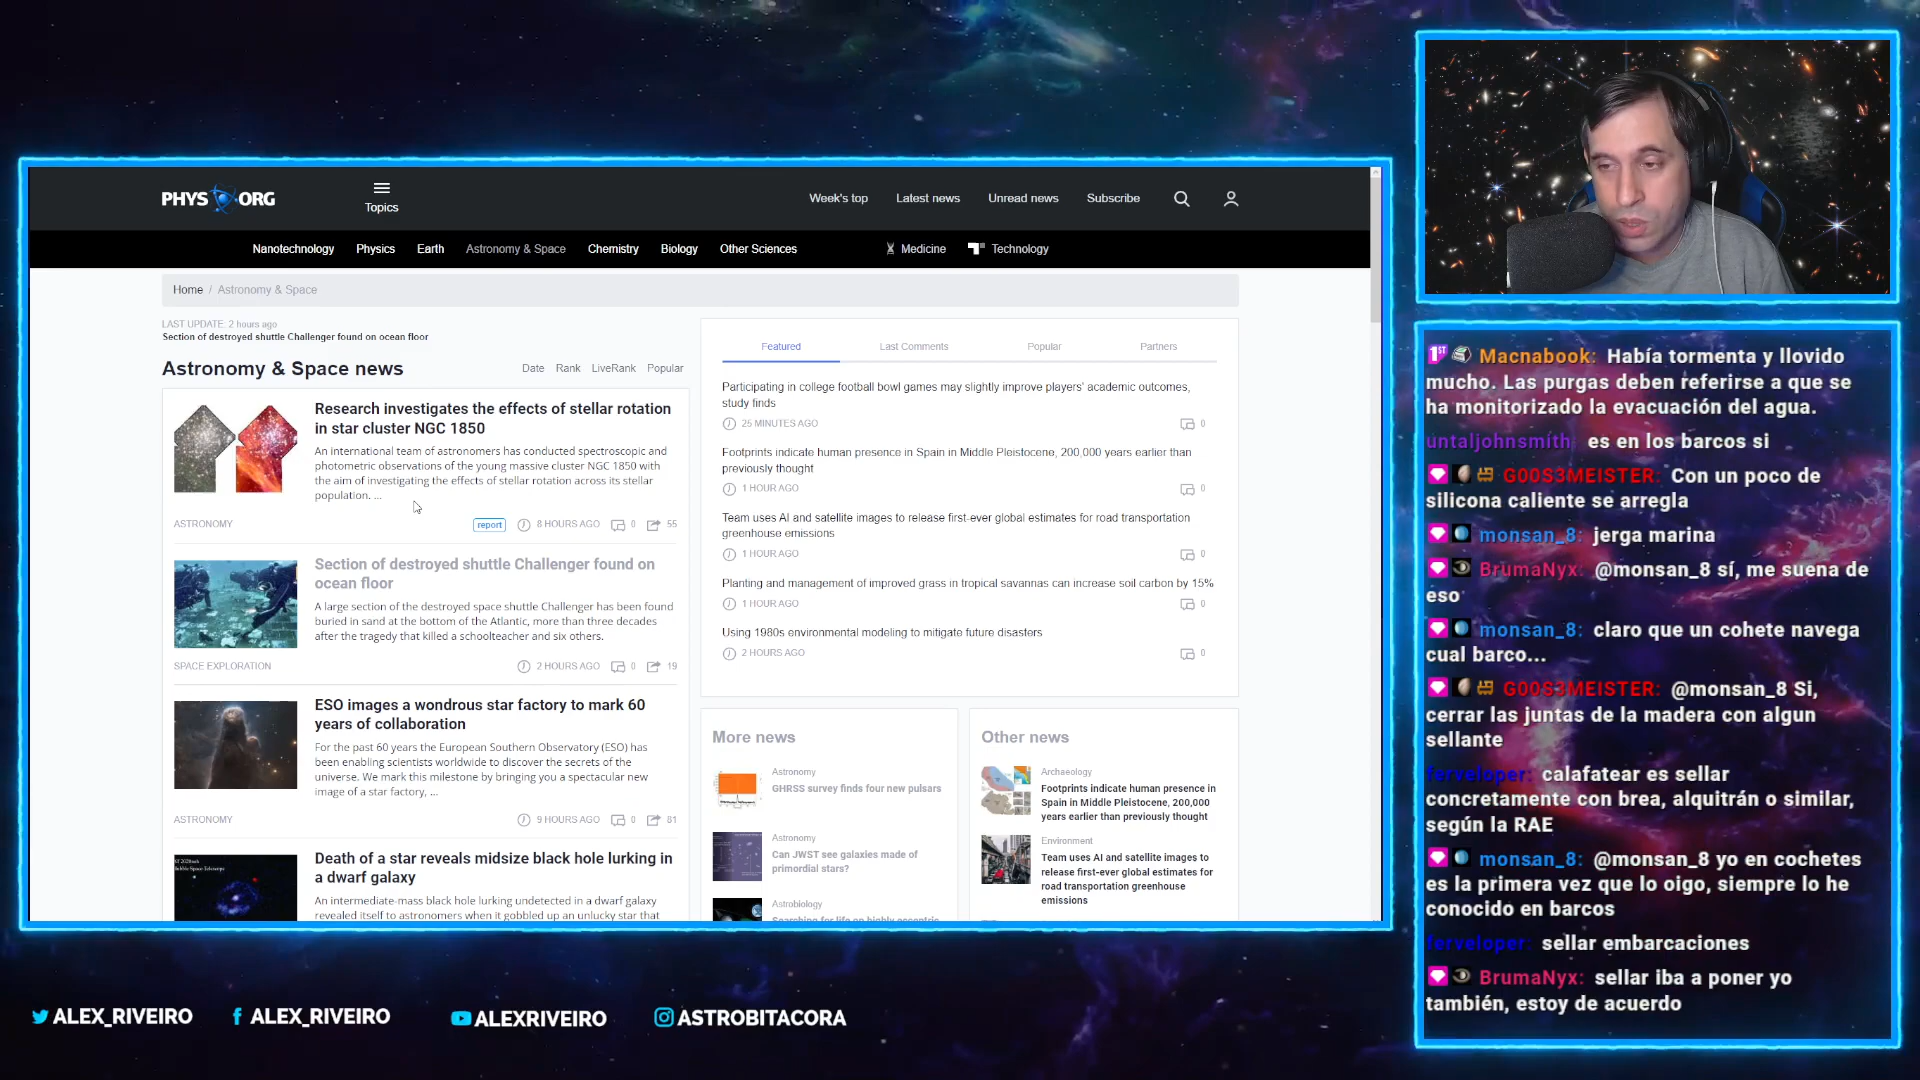 PHYS ORG
Topics
Week's top
Latest news
Unread news
Subscribe
Nanotechnology
Physics
Earth
Astronomy & Space
Chemistry
Biology
Other Sciences
Medicine
Technology
Home / Astronomy & Space
LAST UPDATE: 2 hours ago
Section of destroyed shuttle Challenger found on ocean floor
Astronomy & Space news
Date
Rank
LiveRank
Popular
Research investigates the effects of stellar rotation
in star cluster NGC 1850
An international team of astronomers has conducted spectroscopic and
photometric observations of the young massive cluster NGC 1850 with
the aim of investigating the effects of stellar rotation across its stellar
population. ...
ASTRONOMY
report
8 HOURS AGO
0
55
Section of destroyed shuttle Challenger found on
ocean floor
A large section of the destroyed space shuttle Challenger has been found
buried in sand at the bottom of the Atlantic, more than three decades
after the tragedy that killed a schoolteacher and six others.
SPACE EXPLORATION
2 HOURS AGO
0
19
ESO images a wondrous star factory to mark 60
years of collaboration
For the past 60 years the European Southern Observatory (ESO) has
been enabling scientists worldwide to discover the secrets of the
universe. We mark this milestone by bringing you a spectacular new
image of a star factory, ...
ASTRONOMY
9 HOURS AGO
0
81
Death of a star reveals midsize black hole lurking in
a dwarf galaxy
An intermediate-mass black hole lurking undetected in a dwarf galaxy
revealed itself to astronomers when it gobbled up an unlucky star that
Featured
Last Comments
Popular
Partners
Participating in college football bowl games may slightly improve players' academic outcomes,
study finds
25 MINUTES AGO
0
Footprints indicate human presence in Spain in Middle Pleistocene, 200,000 years earlier than
previously thought
1 HOUR AGO
0
Team uses AI and satellite images to release first-ever global estimates for road transportation
greenhouse emissions
1 HOUR AGO
0
Planting and management of improved grass in tropical savannas can increase soil carbon by 15%
1 HOUR AGO
0
Using 1980s environmental modeling to mitigate future disasters
2 HOURS AGO
0
More news
Astronomy
GHRSS survey finds four new pulsars
Astronomy
Can JWST see galaxies made of
primordial stars?
Astrobiology
Searching for life on highly eccentric
Other news
Archaeology
Footprints indicate human presence in
Spain in Middle Pleistocene, 200,000
years earlier than previously thought
Environment
Team uses AI and satellite images to
release first-ever global estimates for
road transportation greenhouse
emissions
1ST Macnabook: Había tormenta y llovido
mucho. Las purgas deben referirse a que se
ha monitorizado la evacuación del agua.
untaljohnsmith es en los barcos si
G00S3MEISTER: Con un poco de
silicona caliente se arregla
monsan_8: jerga marina
BrumaNyx: @monsan_8 sí, me suena de
eso
monsan_8: claro que un cohete navega
cual barco...
G00S3MEISTER: @monsan_8 Si,
cerrar las juntas de la madera con algun
sellante
ferveloper: calafatear es sellar
concretamente con brea, alquitrán o similar,
según la RAE
monsan_8: @monsan_8 yo en cochetes
es la primera vez que lo oigo, siempre lo he
conocido en barcos
ferveloper: sellar embarcaciones
BrumaNyx: sellar iba a poner yo
también, estoy de acuerdo
ALEX_RIVEIRO
ALEX_RIVEIRO
ALEXRIVEIRO
ASTROBITACORA